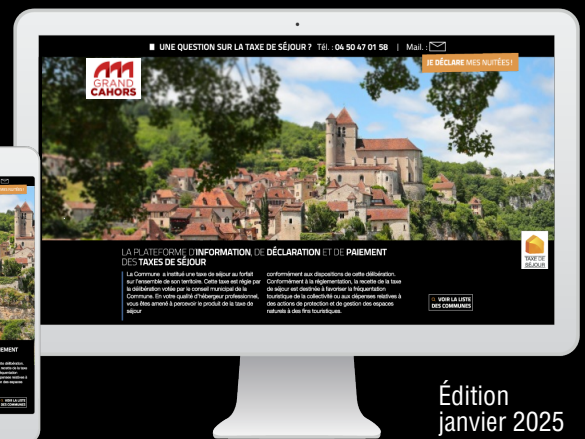 ■ UNE QUESTION SUR LA TAXE DE SÉJOUR ? Tél. : 04 50 47 01 58 | Mail. :
JE DÉCLARE MES NUITÉES !
GRAND
CAHORS
LA PLATEFORME D'INFORMATION, DE DÉCLARATION ET DE PAIEMENT
DES TAXES DE SÉJOUR
La Commune a institué une taxe de séjour au forfait
sur l'ensemble de son territoire. Cette taxe est régie par
la délibération votée par le conseil municipal de la
Commune. En votre qualité d'hébergeur professionnel,
vous êtes amené à percevoir le produit de la taxe de
séjour
conformément aux dispositions de cette délibération.
Conformément à la réglementation, la recette de la taxe
de séjour est destinée à favoriser la fréquentation
touristique de la collectivité ou aux dépenses relatives à
des actions de protection et de gestion des espaces
naturels à des fins touristiques.
TAXE DE
SÉJOUR
VOIR LA LISTE
DES COMMUNES
EMENT
VOIR LA LISTE
DES COMMUNES
Édition
janvier 2025